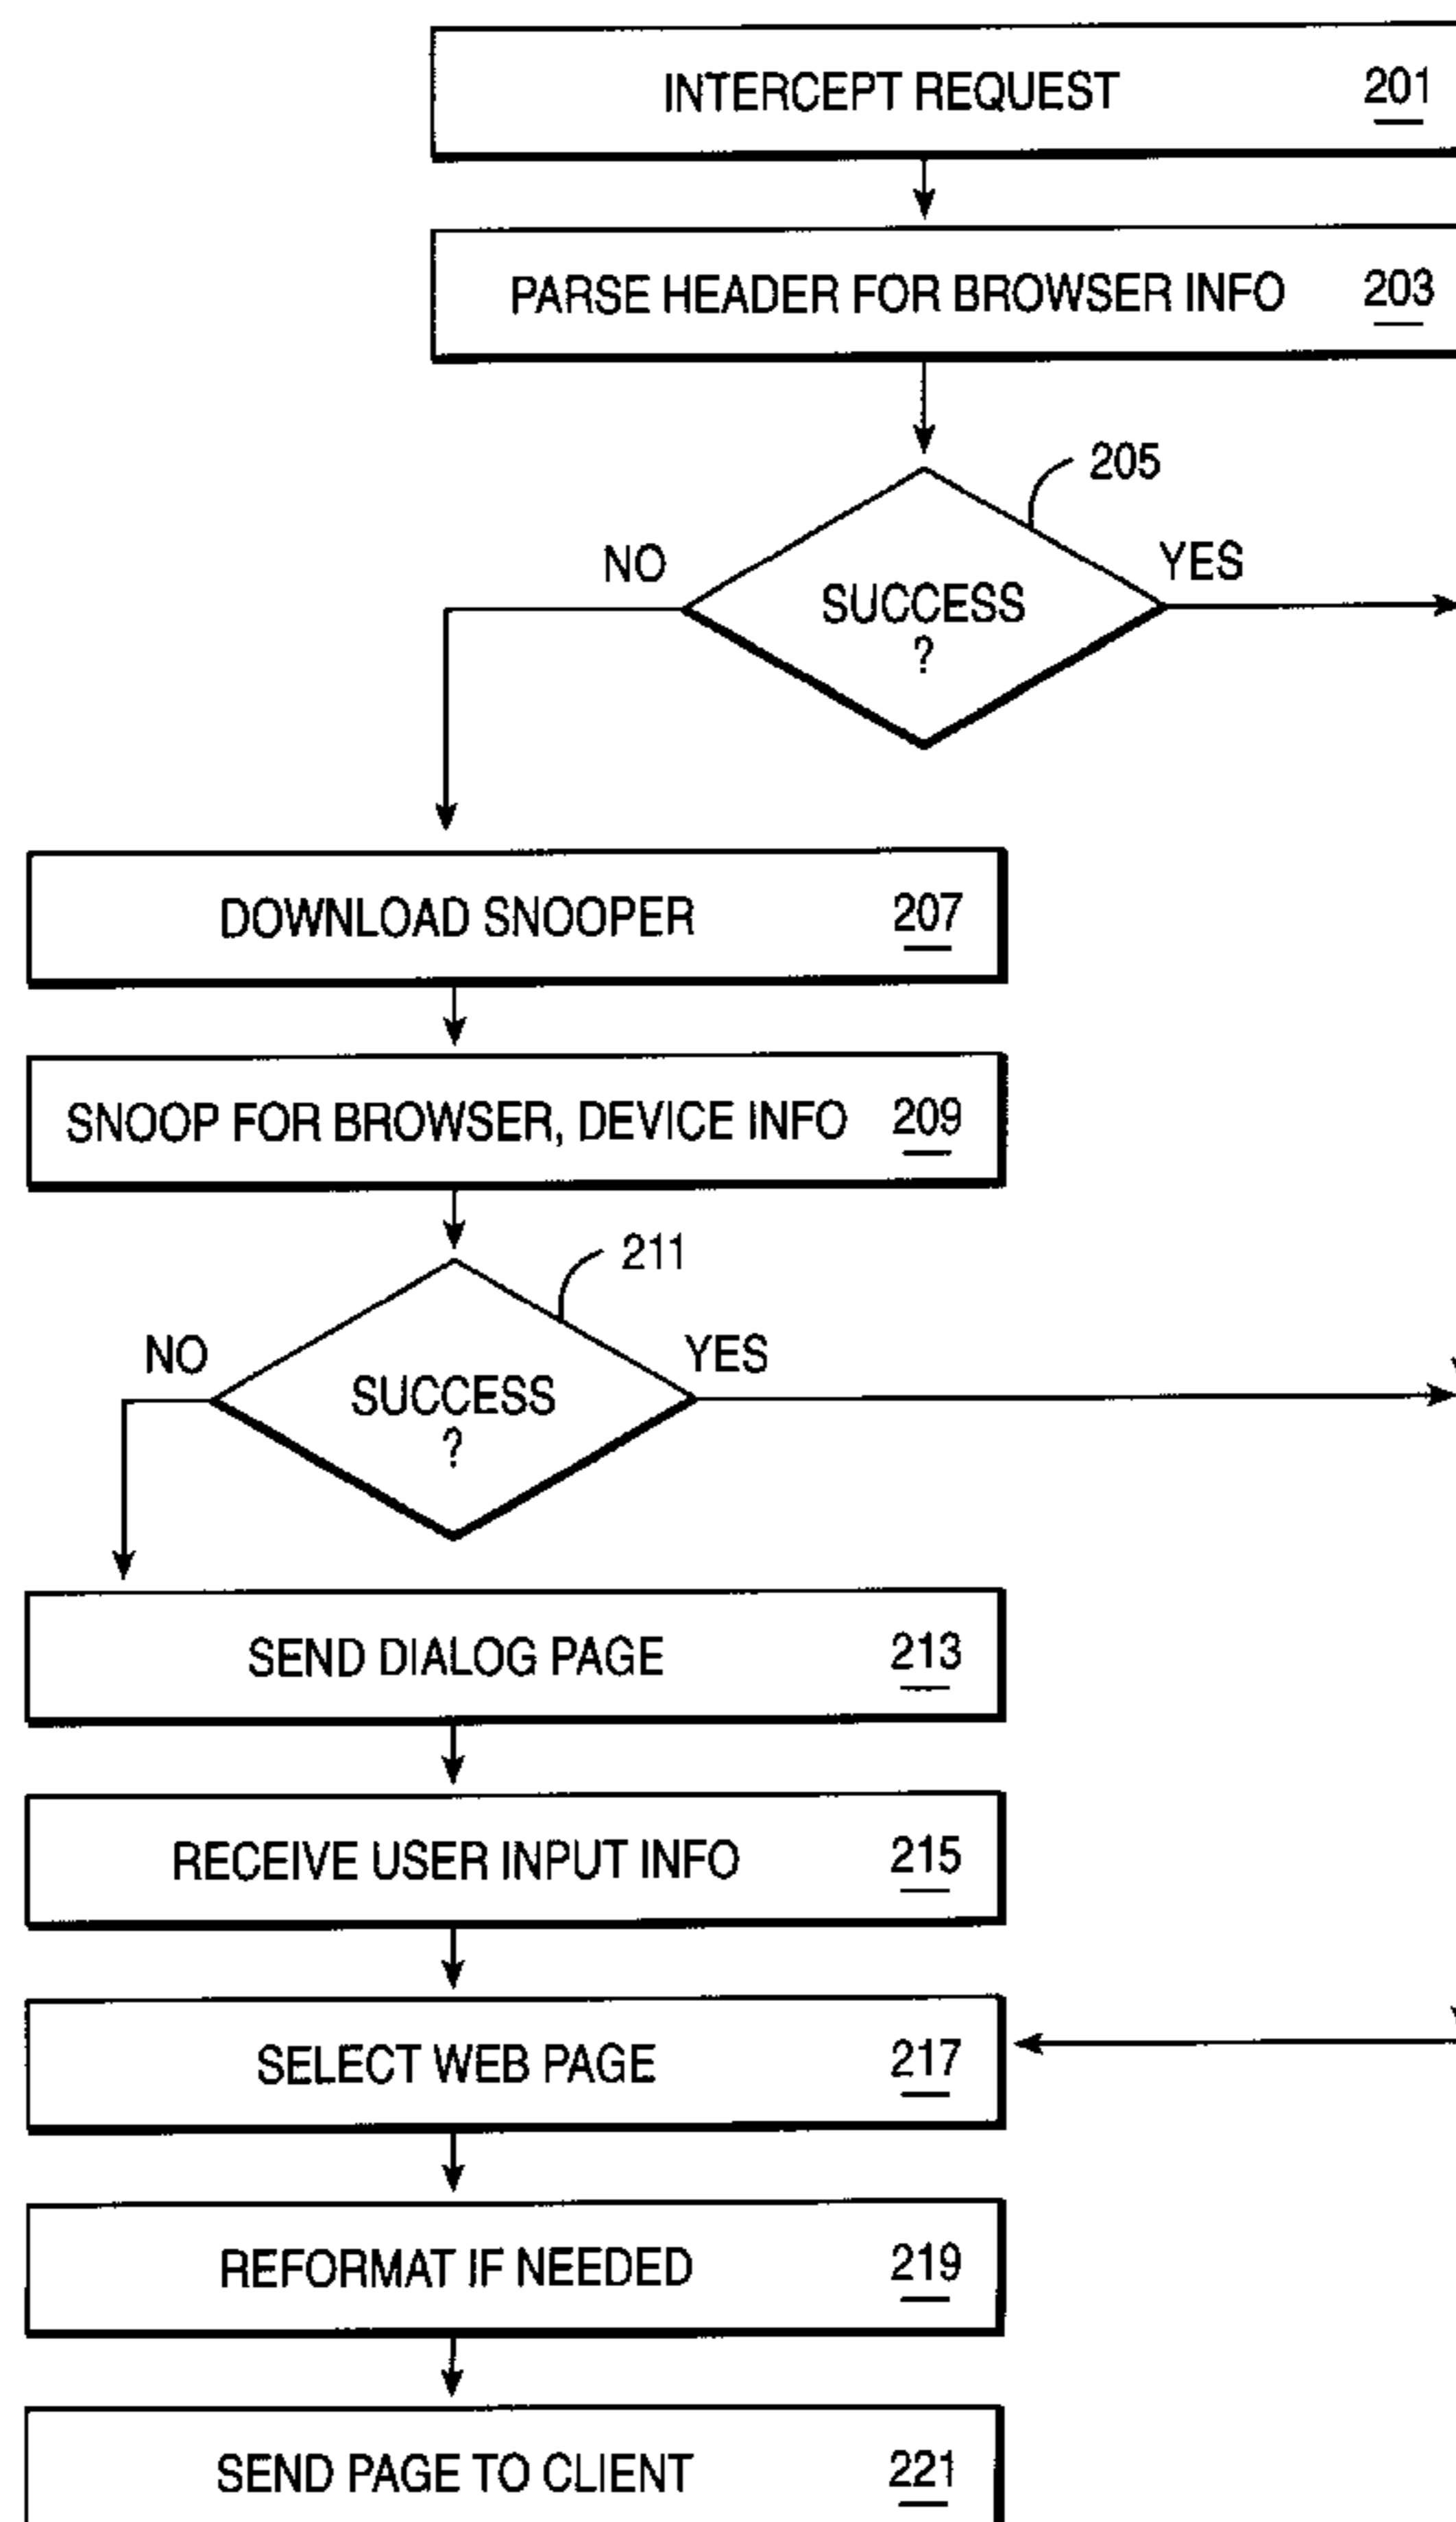 INTERCEPT REQUEST 201
PARSE HEADER FOR BROWSER INFO 203
205
NO
YES
SUCCESS
?
DOWNLOAD SNOOPER 207
SNOOP FOR BROWSER, DEVICE INFO 209
211
NO
YES
SUCCESS
?
SEND DIALOG PAGE 213
RECEIVE USER INPUT INFO 215
SELECT WEB PAGE 217
REFORMAT IF NEEDED 219
SEND PAGE TO CLIENT 221